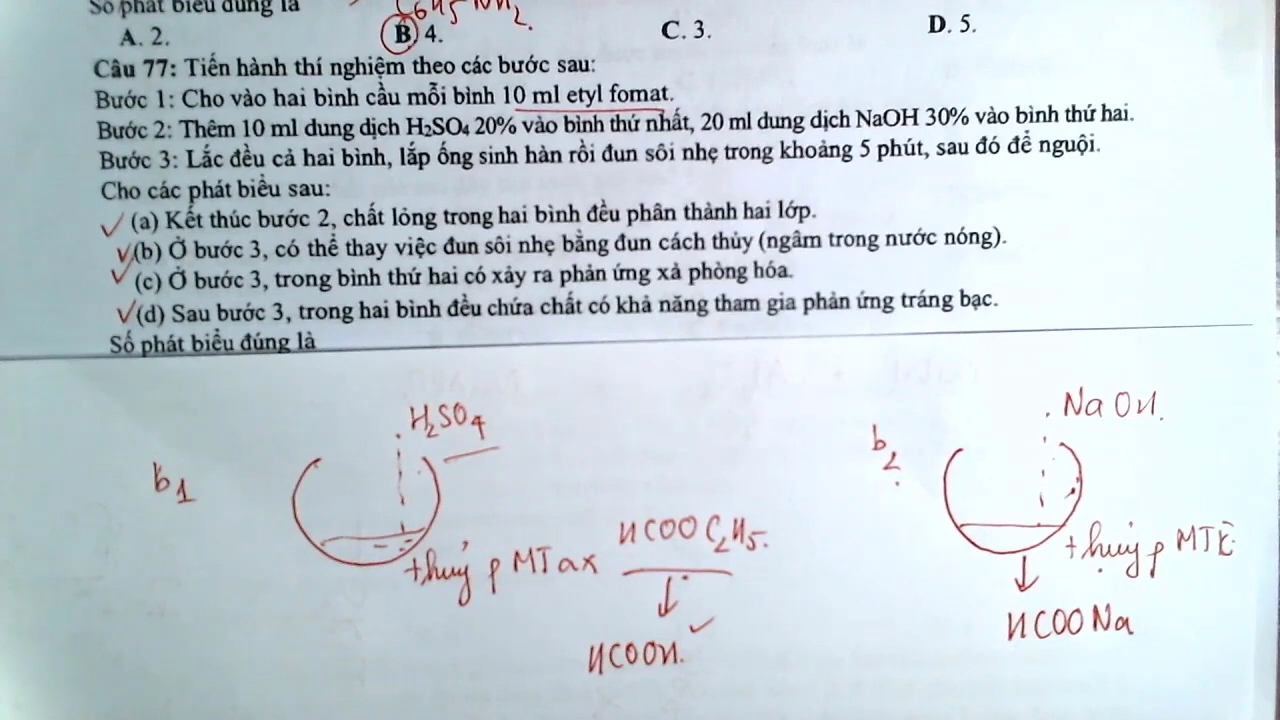 Số phát biểu đúng là
C6H5NH2.
A. 2. B. 4. C. 3. D. 5.
Câu 77: Tiến hành thí nghiệm theo các bước sau:
Bước 1: Cho vào hai bình cầu mỗi bình 10 ml etyl fomat.
Bước 2: Thêm 10 ml dung dịch H₂SO₄ 20% vào bình thứ nhất, 20 ml dung dịch NaOH 30% vào bình thứ hai.
Bước 3: Lắc đều cả hai bình, lắp ống sinh hàn rồi đun sôi nhẹ trong khoảng 5 phút, sau đó để nguội.
Cho các phát biểu sau:
(a) Kết thúc bước 2, chất lỏng trong hai bình đều phân thành hai lớp.
(b) Ở bước 3, có thể thay việc đun sôi nhẹ bằng đun cách thủy (ngâm trong nước nóng).
(c) Ở bước 3, trong bình thứ hai có xảy ra phản ứng xà phòng hóa.
(d) Sau bước 3, trong hai bình đều chứa chất có khả năng tham gia phản ứng tráng bạc.
Số phát biểu đúng là
H2SO4
NaOH.
b1
b2
HCOOC2H5.
thủy p MT ax
thủy p MTK
HCOOH.
HCOONa